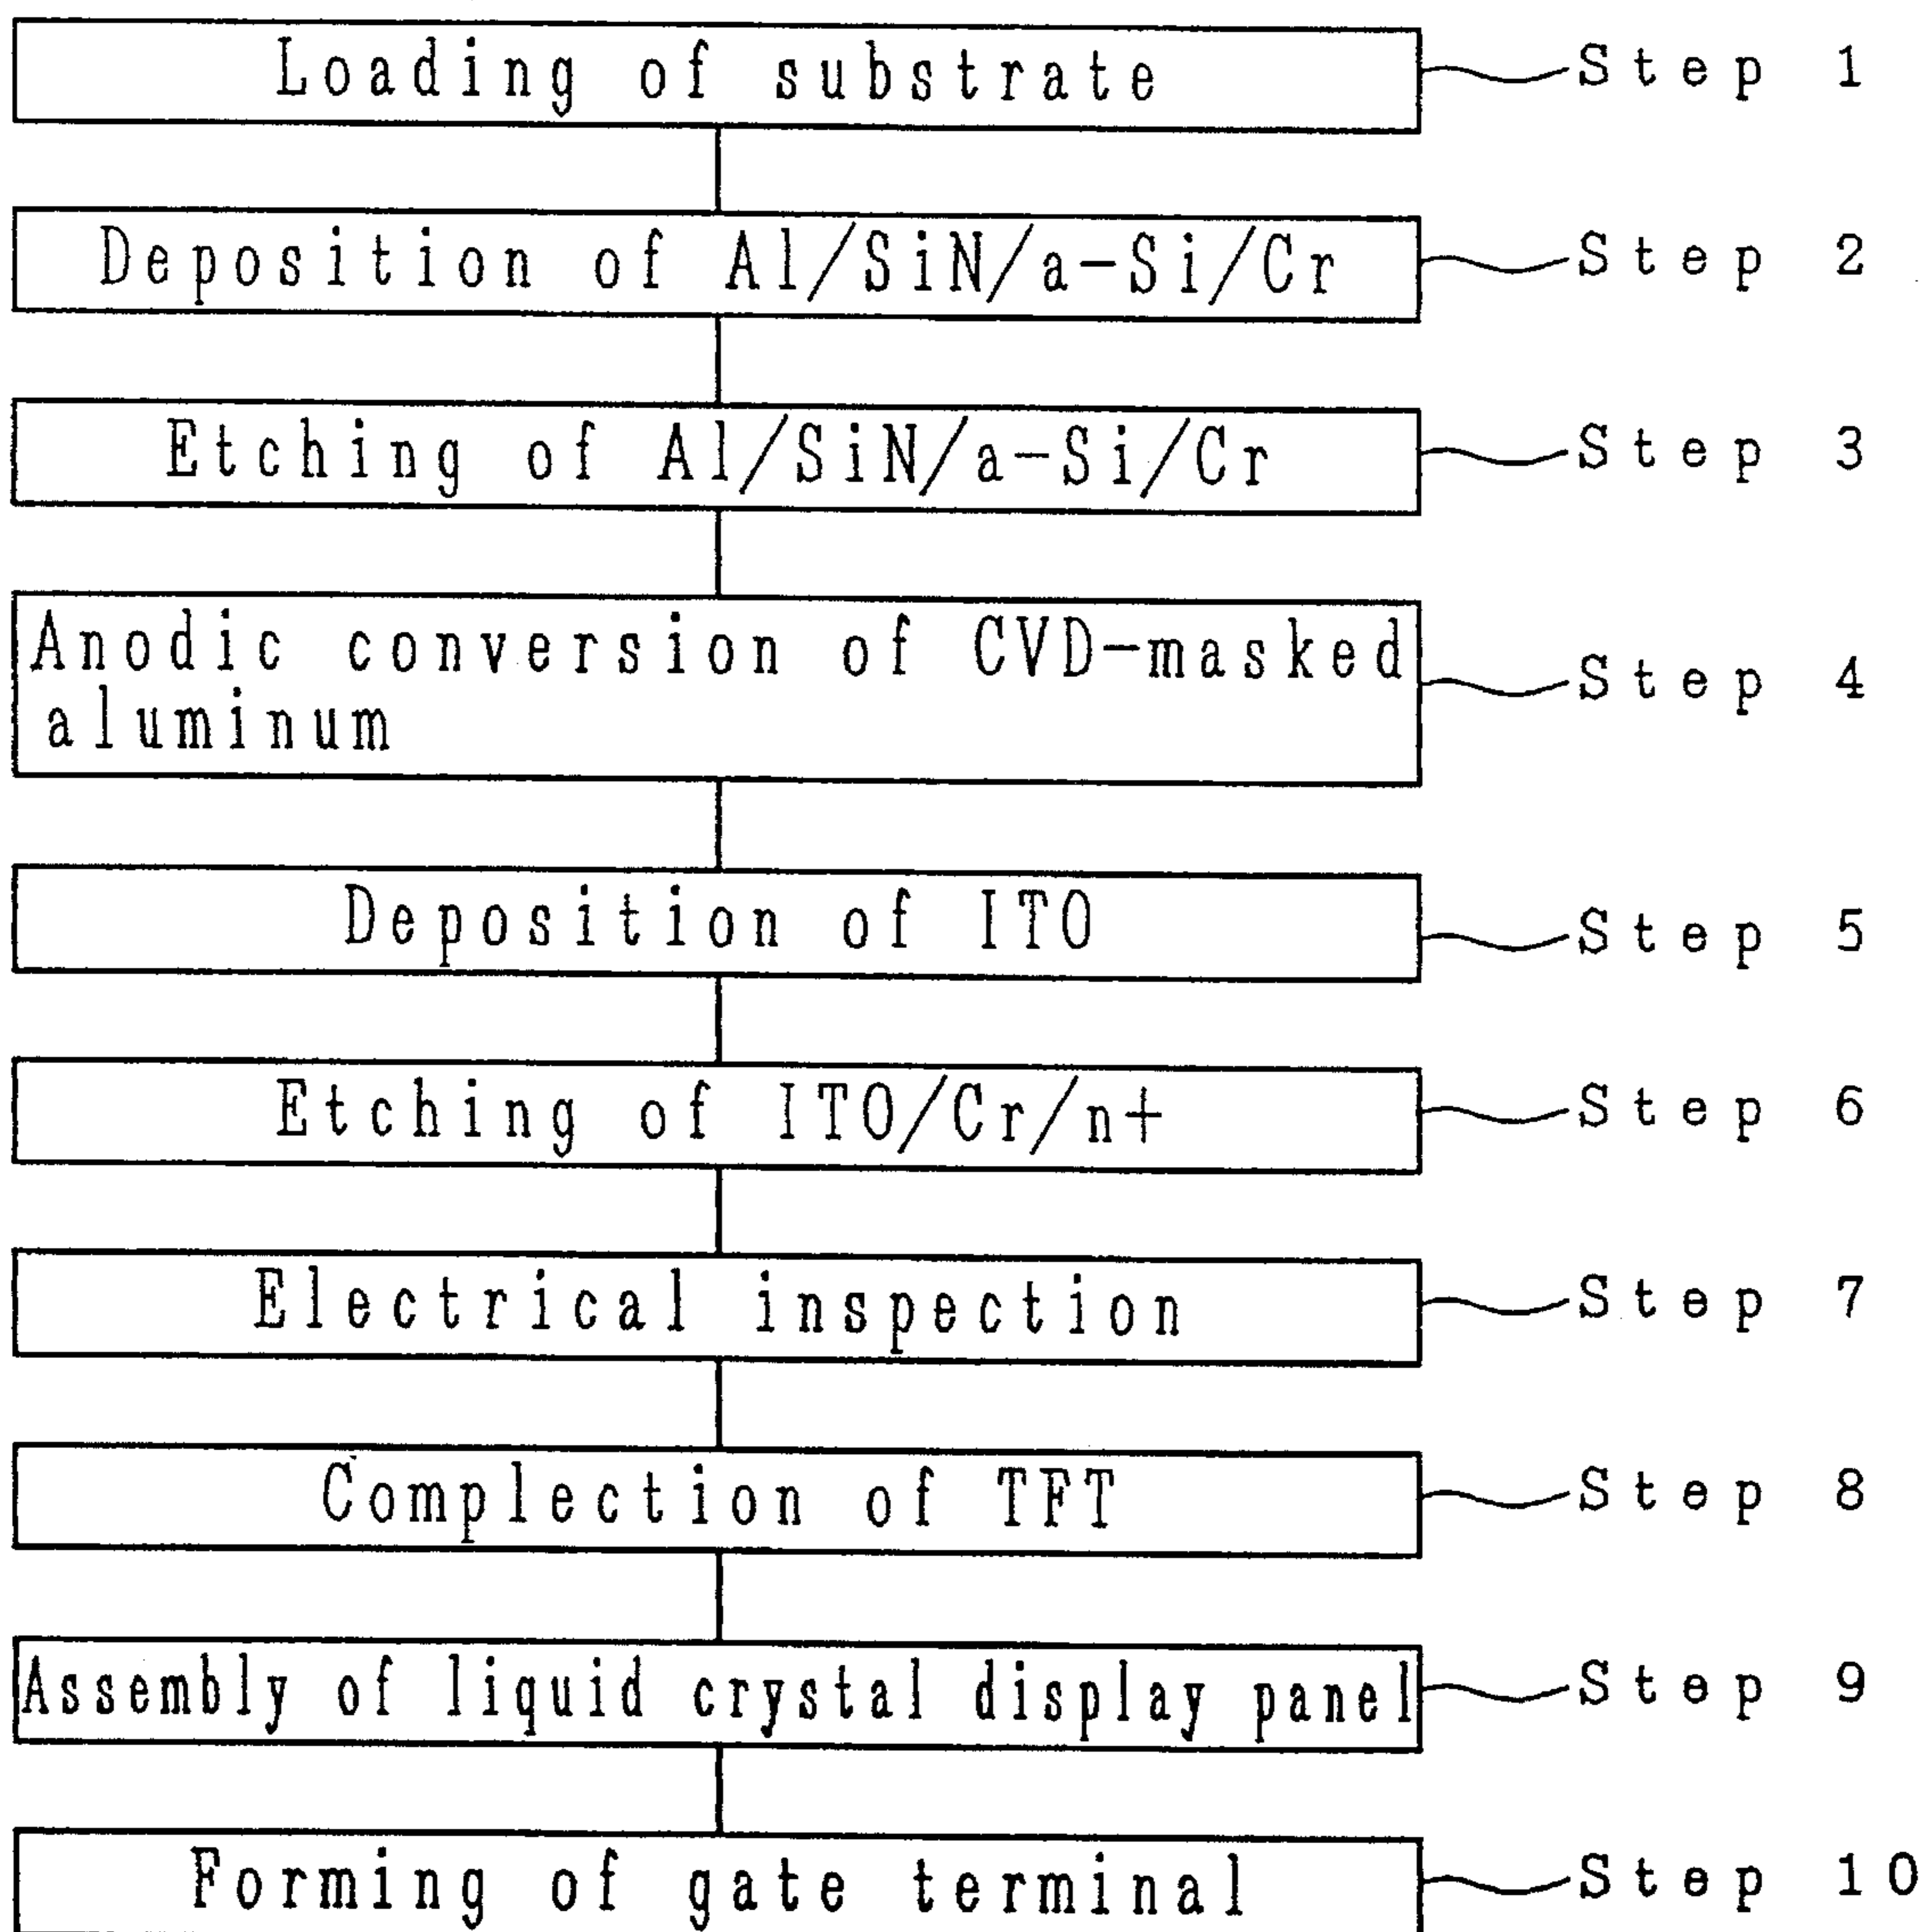 Loading of substrate Step 1
Deposition of Al/SiN/a-Si/Cr Step 2
Etching of Al/SiN/a-Si/Cr Step 3
Anodic conversion of CVD-masked
aluminum Step 4
Deposition of ITO Step 5
Etching of ITO/Cr/n+ Step 6
Electrical inspection Step 7
Complection of TFT Step 8
Assembly of liquid crystal display panel Step 9
Forming of gate terminal Step 10